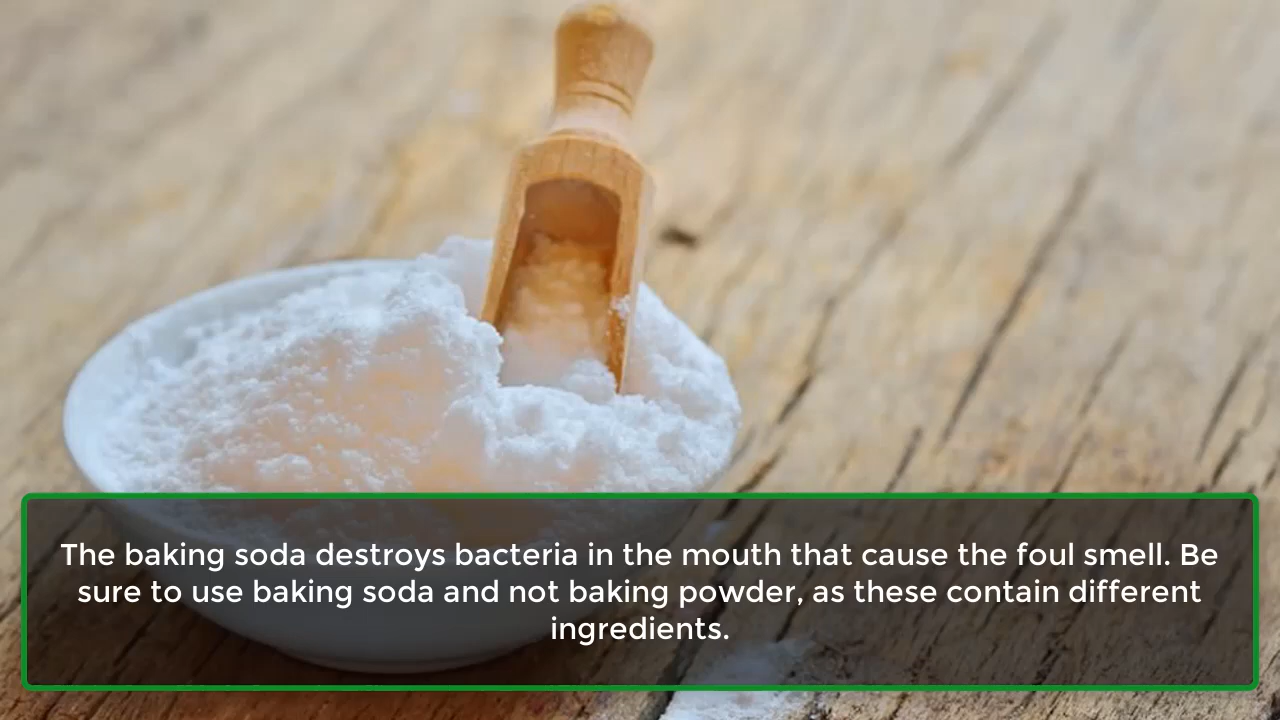 The baking soda destroys bacteria in the mouth that cause the foul smell. Be
sure to use baking soda and not baking powder, as these contain different
ingredients.